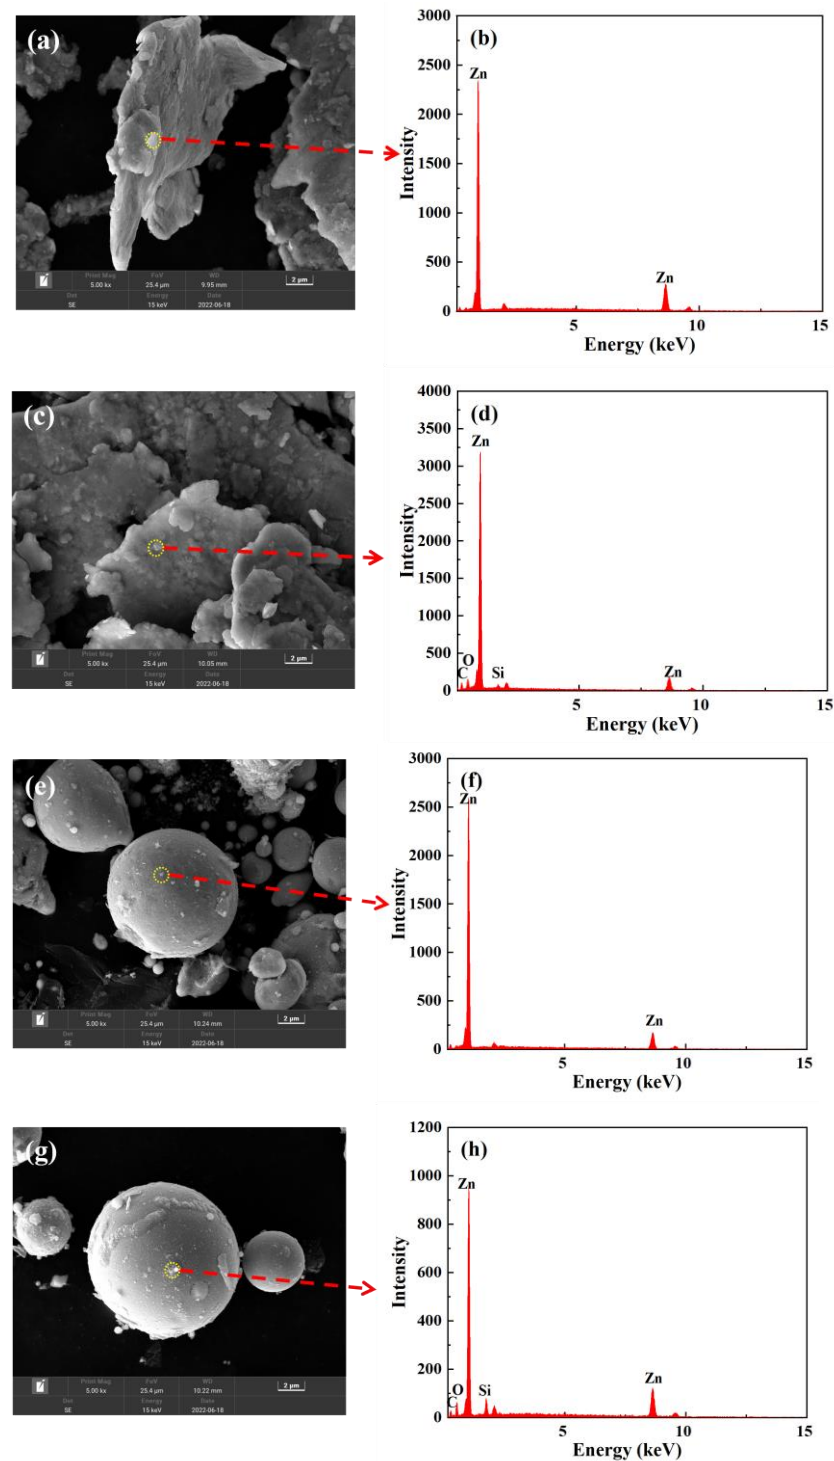 (a)
Print Mag FoV WD
5.00 kx 25.4 µm 9.95 mm 2 µm
Det Energy Date
SE 15 keV 2022-06-18
(b)
Zn
Zn
Intensity
3000
2500
2000
1500
1000
500
0
5 10 15
Energy (keV)
(c)
Print Mag FoV WD
5.00 kx 25.4 µm 10.05 mm 2 µm
Det Energy Date
SE 15 keV 2022-06-18
(d)
Zn
O
C
Si
Zn
Intensity
4000
3500
3000
2500
2000
1500
1000
500
0
5 10 15
Energy (keV)
(e)
Print Mag FoV WD
5.00 kx 25.4 µm 10.24 mm 2 µm
Det Energy Date
SE 15 keV 2022-06-18
(f)
Zn
Zn
Intensity
3000
2500
2000
1500
1000
500
0
5 10 15
Energy (keV)
(g)
Print Mag FoV WD
5.00 kx 25.4 µm 10.22 mm 2 µm
Det Energy Date
SE 15 keV 2022-06-18
(h)
Zn
O
C
Si
Zn
Intensity
1200
1000
800
600
400
200
0
5 10 15
Energy (keV)